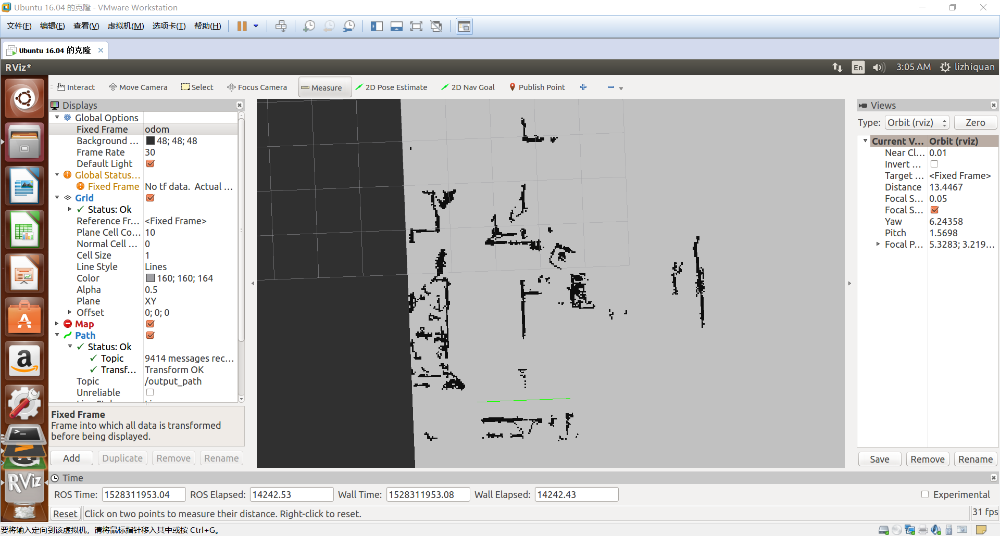 Ubuntu 16.04 的克隆 - VMware Workstation
文件(F) 编辑(E) 查看(V) 虚拟机(M) 选项卡(T) 帮助(H)
Ubuntu 16.04 的克隆
RViz* En 3:05 AM lizhiquan
Interact Move Camera Select Focus Camera Measure 2D Pose Estimate 2D Nav Goal Publish Point
Displays
Global Options
Fixed Frame odom
Background ... 48; 48; 48
Frame Rate 30
Default Light
Global Status...
Fixed Frame No tf data. Actual ...
Grid
Status: Ok
Reference Fr... <Fixed Frame>
Plane Cell Co... 10
Normal Cell ... 0
Cell Size 1
Line Style Lines
Color 160; 160; 164
Alpha 0.5
Plane XY
Offset 0; 0; 0
Map
Path
Status: Ok
Topic 9414 messages rec...
Transf... Transform OK
Topic /output_path
Unreliable
Fixed Frame
Frame into which all data is transformed
before being displayed.
Add Duplicate Remove Rename
Views
Type: Orbit (rviz) Zero
Current V... Orbit (rviz)
Near Cl... 0.01
Invert ...
Target ... <Fixed Frame>
Distance 13.4467
Focal S... 0.05
Focal S...
Yaw 6.24358
Pitch 1.5698
Focal P... 5.3283; 3.219...
Save Remove Rename
Time
ROS Time: 1528311953.04 ROS Elapsed: 14242.53 Wall Time: 1528311953.08 Wall Elapsed: 14242.43 Experimental
Reset Click on two points to measure their distance. Right-click to reset. 31 fps
要将输入定向到该虚拟机，请将鼠标指针移入其中或按 Ctrl+G。